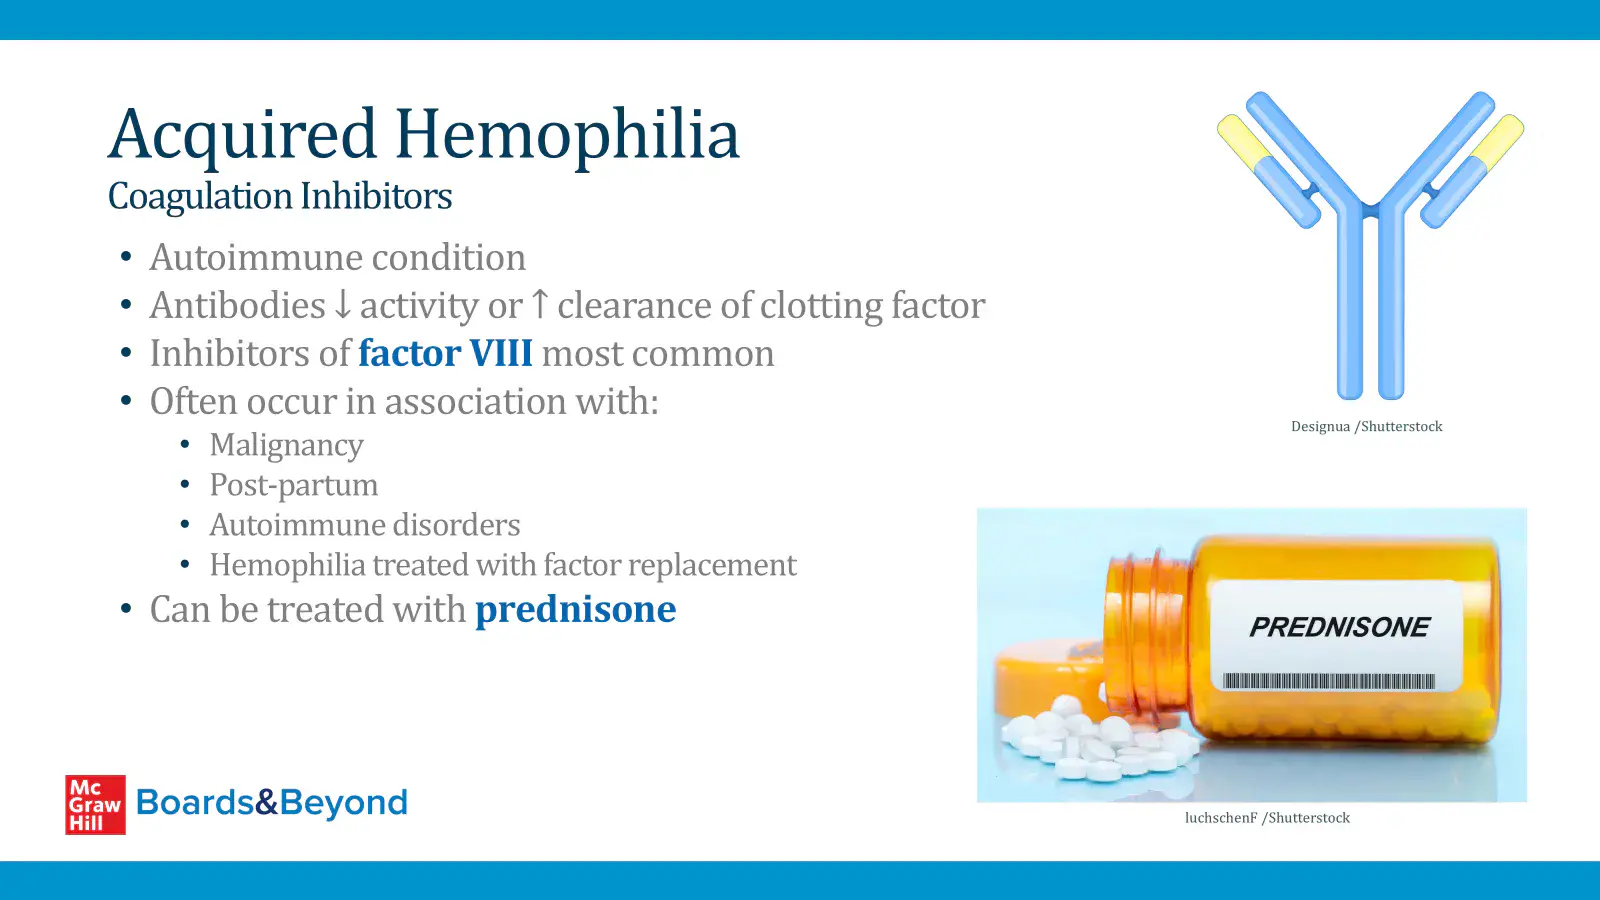 Acquired Hemophilia
Coagulation Inhibitors
• Autoimmune condition
• Antibodies ↓ activity or ↑ clearance of clotting factor
• Inhibitors of factor VIII most common
• Often occur in association with:
• Malignancy
• Post-partum
• Autoimmune disorders
• Hemophilia treated with factor replacement
• Can be treated with prednisone
Designua /Shutterstock
PREDNISONE
luchschenF /Shutterstock
Mc
Graw
Hill
Boards&Beyond